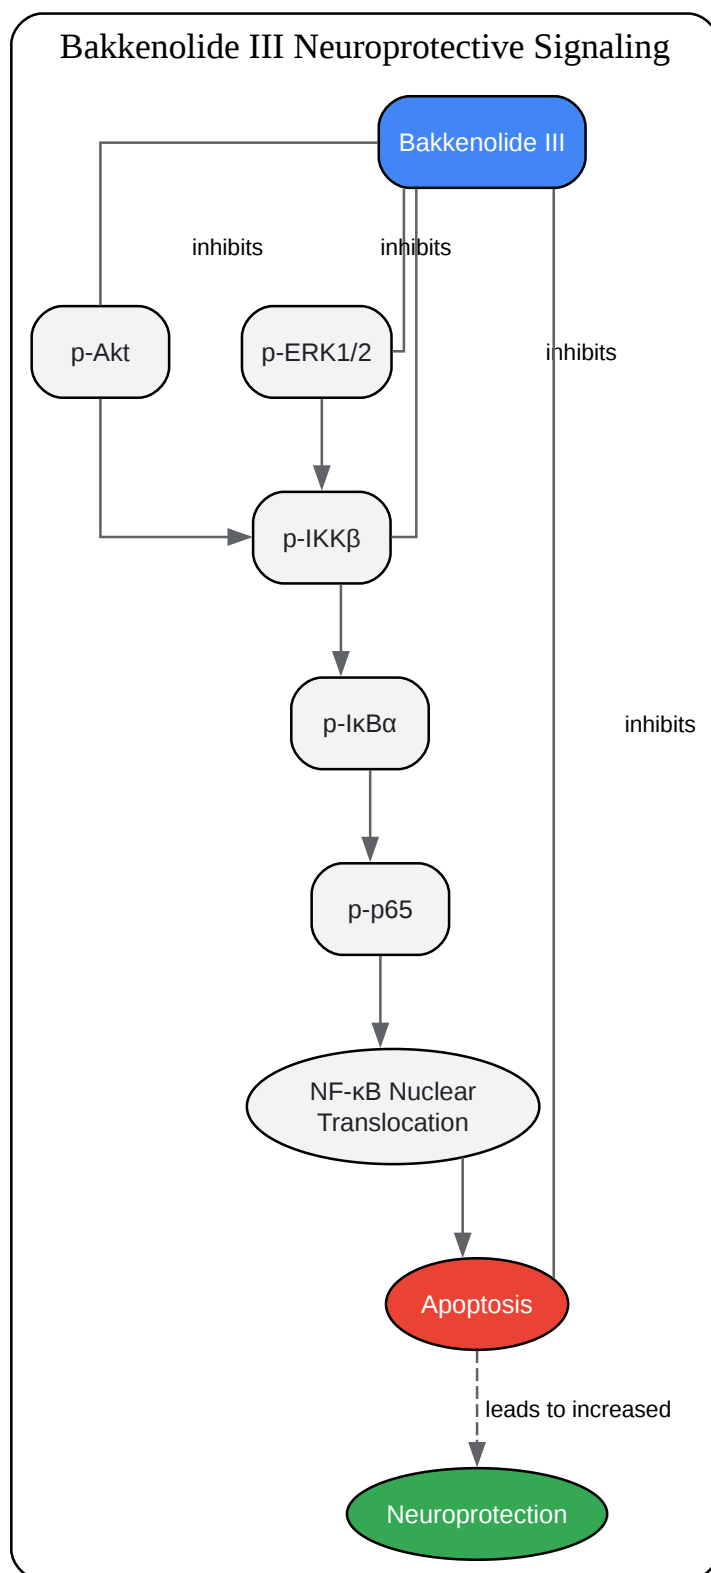 Bakkenolide III Neuroprotective Signaling
Bakkenolide III
inhibits
inhibits
p-Akt
p-ERK1/2
inhibits
p-IKKβ
p-IκBα
inhibits
p-p65
NF-κB Nuclear
Translocation
Apoptosis
leads to increased
Neuroprotection